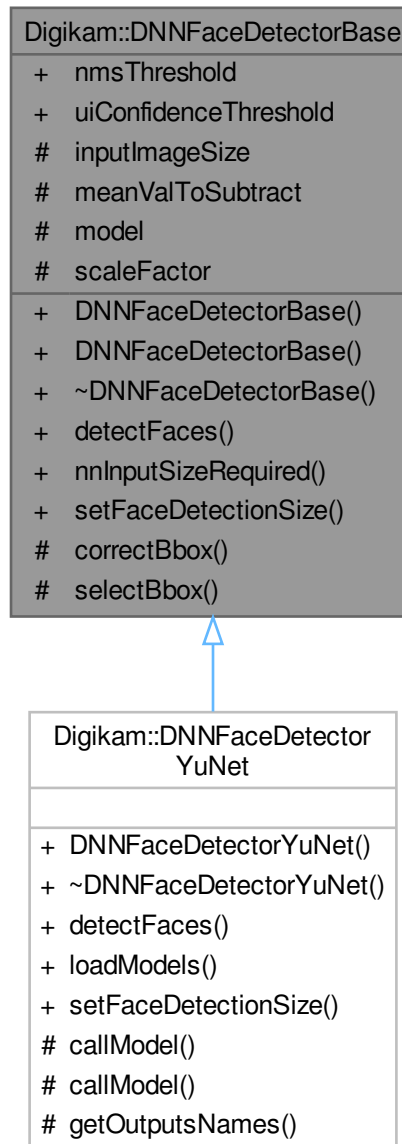 Digikam::DNNFaceDetectorBase
+ nmsThreshold
+ uiConfidenceThreshold
# inputImageSize
# meanValToSubtract
# model
# scaleFactor
+ DNNFaceDetectorBase()
+ DNNFaceDetectorBase()
+ ~DNNFaceDetectorBase()
+ detectFaces()
+ nnInputSizeRequired()
+ setFaceDetectionSize()
# correctBbox()
# selectBbox()
Digikam::DNNFaceDetector
YuNet
+ DNNFaceDetectorYuNet()
+ ~DNNFaceDetectorYuNet()
+ detectFaces()
+ loadModels()
+ setFaceDetectionSize()
# callModel()
# callModel()
# getOutputsNames()